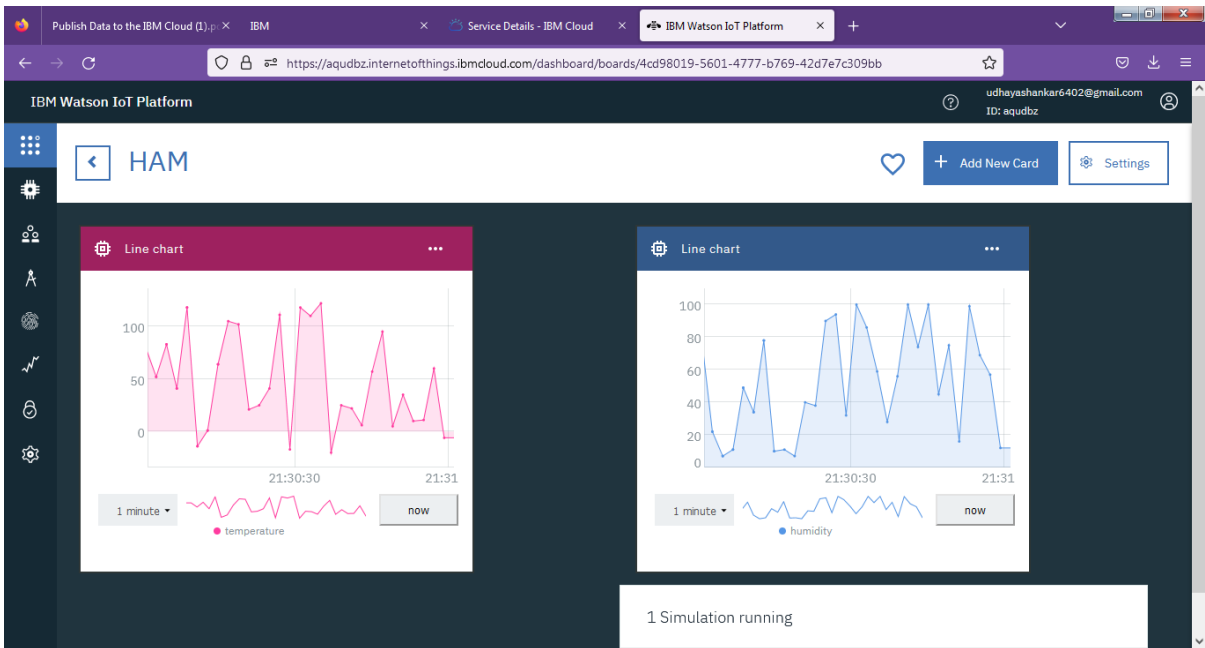 Publish Data to the IBM Cloud (1).p
IBM
Service Details - IBM Cloud
IBM Watson IoT Platform
https://aqudbz.internetofthings.ibmcloud.com/dashboard/boards/4cd98019-5601-4777-b769-42d7e7c309bb
IBM Watson IoT Platform
udhayashankar6402@gmail.com
ID: aqudbz
HAM
+ Add New Card
Settings
Line chart
100
50
0
21:30:30
21:31
1 minute
now
temperature
Line chart
100
80
60
40
20
0
21:30:30
21:31
1 minute
now
humidity
1 Simulation running